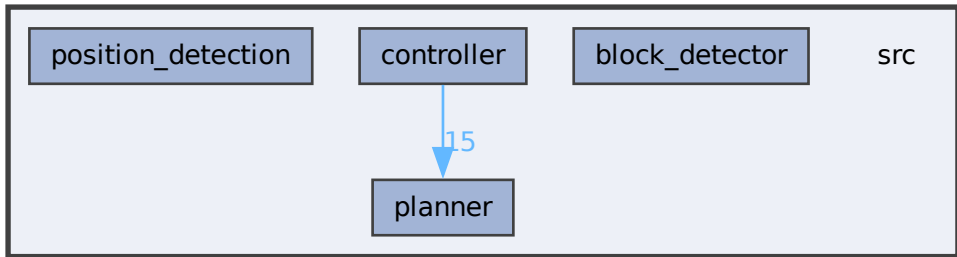 position_detection
controller
block_detector
src
15
planner